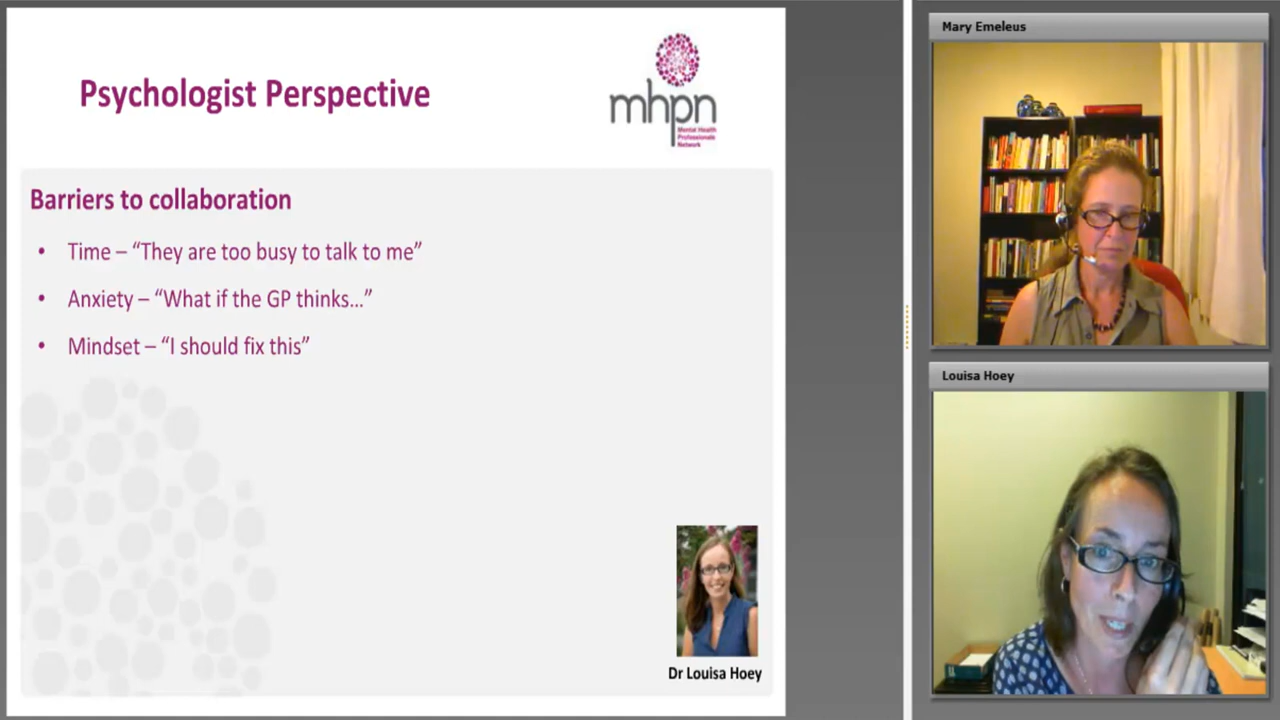 Psychologist Perspective
mhpn
Mental Health
Professionals
Network
Barriers to collaboration
• Time – “They are too busy to talk to me”
• Anxiety – “What if the GP thinks...”
• Mindset – “I should fix this”
Dr Louisa Hoey
Mary Emeleus
Louisa Hoey